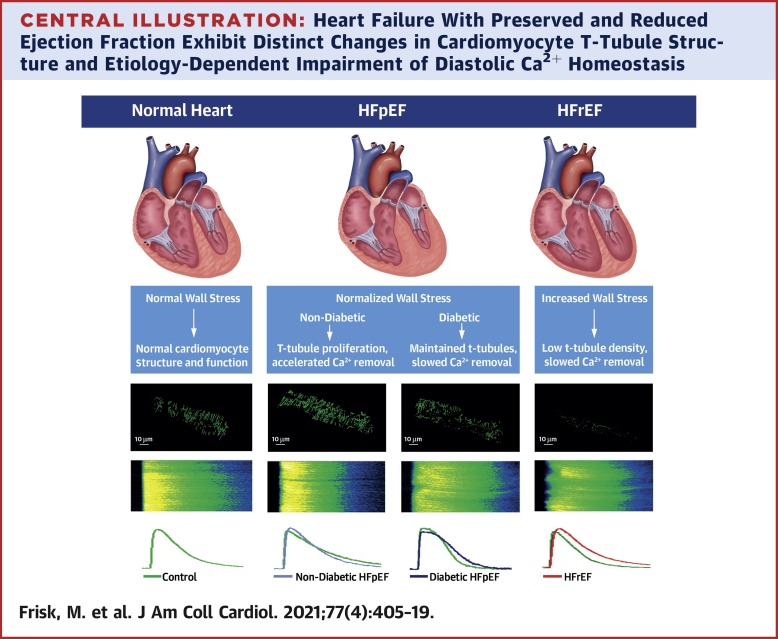 CENTRAL ILLUSTRATION: Heart Failure With Preserved and Reduced
Ejection Fraction Exhibit Distinct Changes in Cardiomyocyte T-Tubule Struc-
ture and Etiology-Dependent Impairment of Diastolic Ca²⁺ Homeostasis
Normal Heart HFpEF HFrEF
Normal Wall Stress Normalized Wall Stress Increased Wall Stress
Non-Diabetic Diabetic
Normal cardiomyocyte T-tubule proliferation, Maintained t-tubules, Low t-tubule density,
structure and function accelerated Ca²⁺ removal slowed Ca²⁺ removal slowed Ca²⁺ removal
10 µm 10 µm 10 µm 10 µm
Control Non-Diabetic HFpEF Diabetic HFpEF HFrEF
Frisk, M. et al. J Am Coll Cardiol. 2021;77(4):405–19.